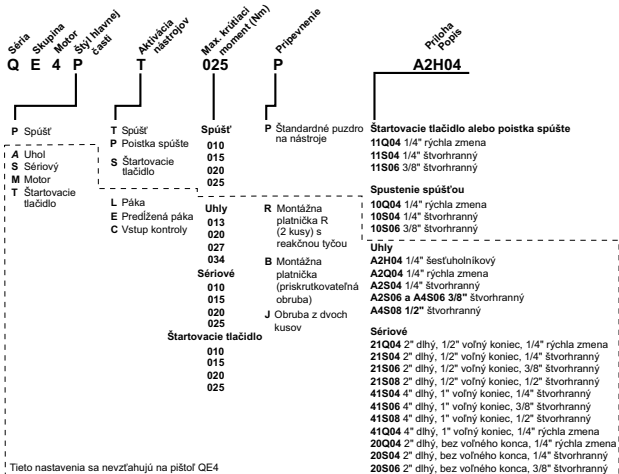 Séria
Skupina
Motor
Štýl hlavnej
časti
Aktivácia
nástrojov
Max. krútiaci
moment (Nm)
Pripevnenie
Príloha
Popis
Q E 4 P T 025 P A2H04
P Spúšť
A Uhol
S Sériový
M Motor
T Štartovacie
tlačidlo
T Spúšť
P Poistka spúšte
S Štartovacie
tlačidlo
L Páka
E Predĺžená páka
C Vstup kontroly
Spúšť
010
015
020
025
Uhly
013
020
027
034
Sériové
010
015
020
025
Štartovacie tlačidlo
010
015
020
025
P Štandardné puzdro
na nástroje
R Montážna
platnička R
(2 kusy) s
reakčnou tyčou
B Montážna
platnička
(priskrutkovateľná
obruba)
J Obruba z dvoch
kusov
Štartovacie tlačidlo alebo poistka spúšte
11Q04 1/4" rýchla zmena
11S04 1/4" štvorhranný
11S06 3/8" štvorhranný
Spustenie spúšťou
10Q04 1/4" rýchla zmena
10S04 1/4" štvorhranný
10S06 3/8" štvorhranný
Uhly
A2H04 1/4" šesťuholníkový
A2Q04 1/4" rýchla zmena
A2S04 1/4" štvorhranný
A2S06 a A4S06 3/8" štvorhranný
A4S08 1/2" štvorhranný
Sériové
21Q04 2" dlhý, 1/2" voľný koniec, 1/4" rýchla zmena
21S04 2" dlhý, 1/2" voľný koniec, 1/4" štvorhranný
21S06 2" dlhý, 1/2" voľný koniec, 3/8" štvorhranný
21S08 2" dlhý, 1/2" voľný koniec, 1/2" štvorhranný
41S04 4" dlhý, 1" voľný koniec, 1/4" štvorhranný
41S06 4" dlhý, 1" voľný koniec, 3/8" štvorhranný
41S08 4" dlhý, 1" voľný koniec, 1/2" štvorhranný
41Q04 4" dlhý, 1" voľný koniec, 1/4" rýchla zmena
20Q04 2" dlhý, bez voľného konca, 1/4" rýchla zmena
20S04 2" dlhý, bez voľného konca, 1/4" štvorhranný
20S06 2" dlhý, bez voľného konca, 3/8" štvorhranný
Tieto nastavenia sa nevzťahujú na pištoľ QE4